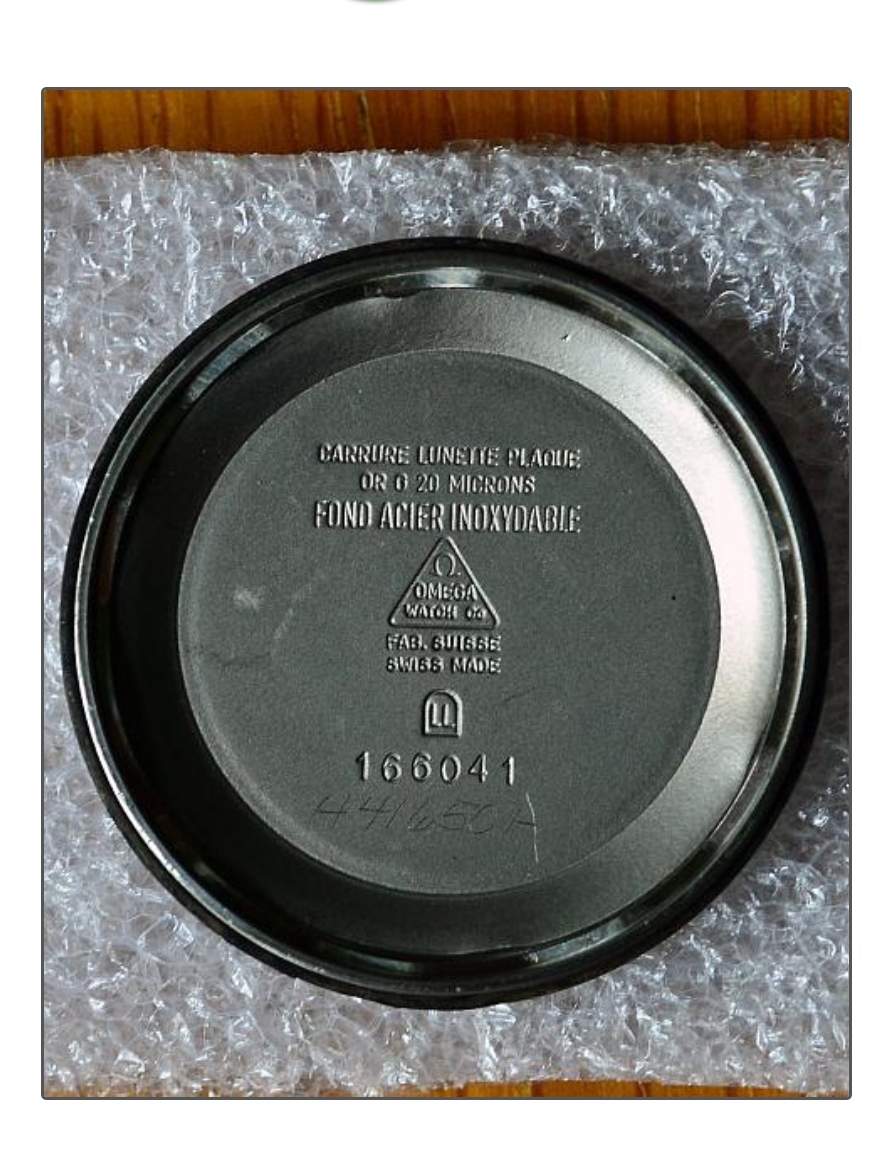 CARRURE LUNETTE PLAQUE
OR G 20 MICRONS
FOND ACIER INOXYDABLE
Ω
OMEGA
WATCH Co
FAB. SUISSE
SWISS MADE
166041